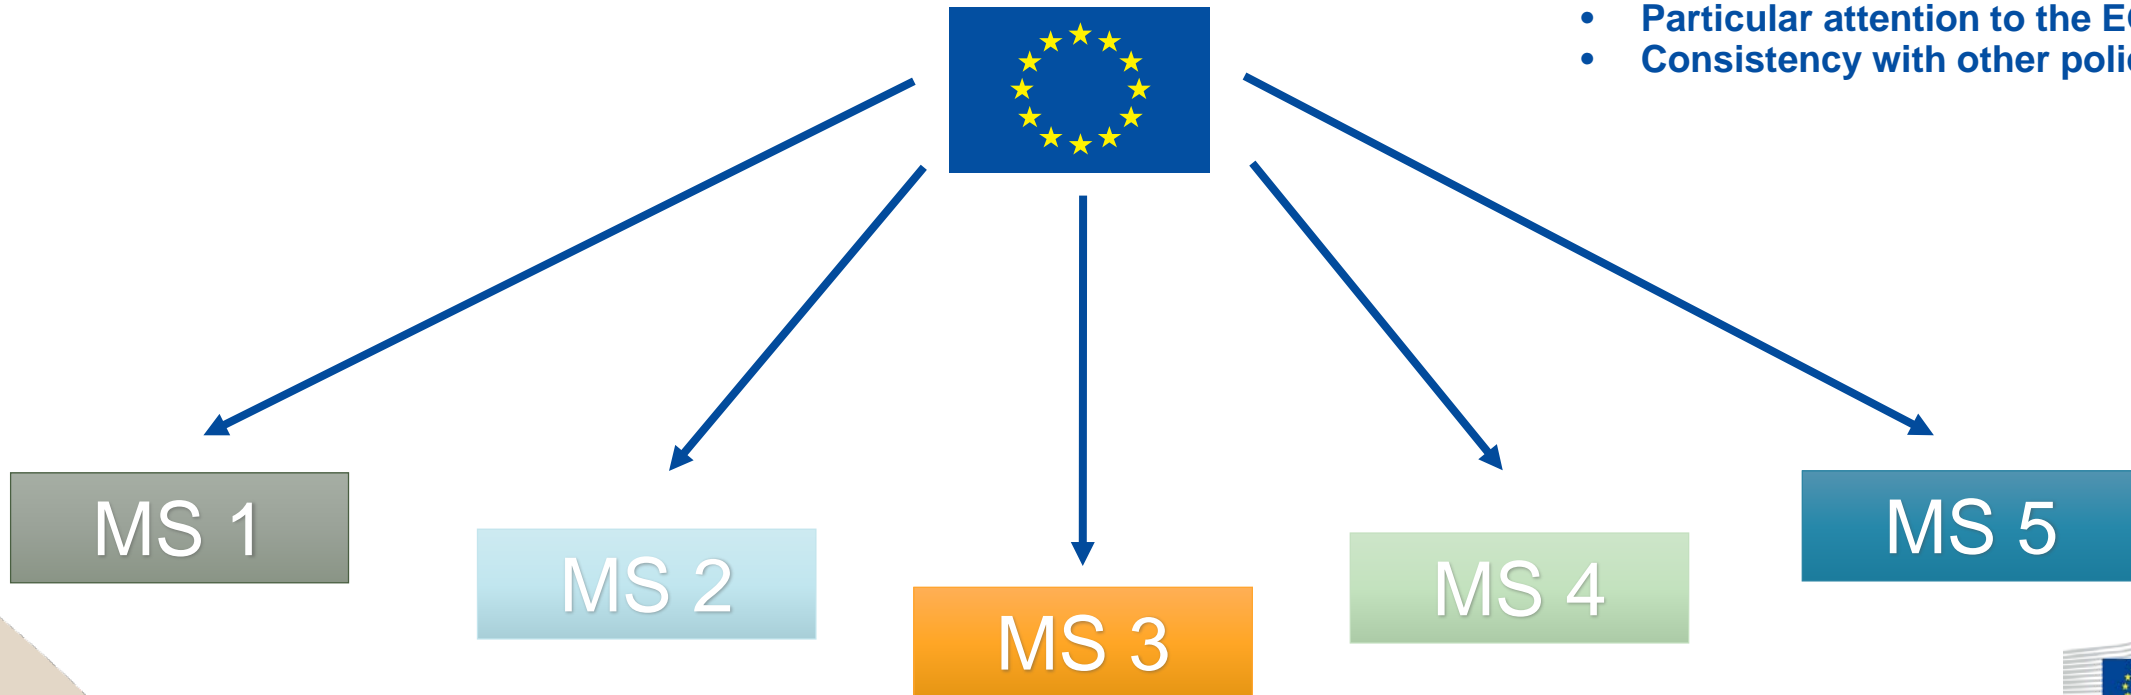 • Particular attention to the
• Consistency with other
MS 1
MS 2
MS 3
MS 4
MS 5